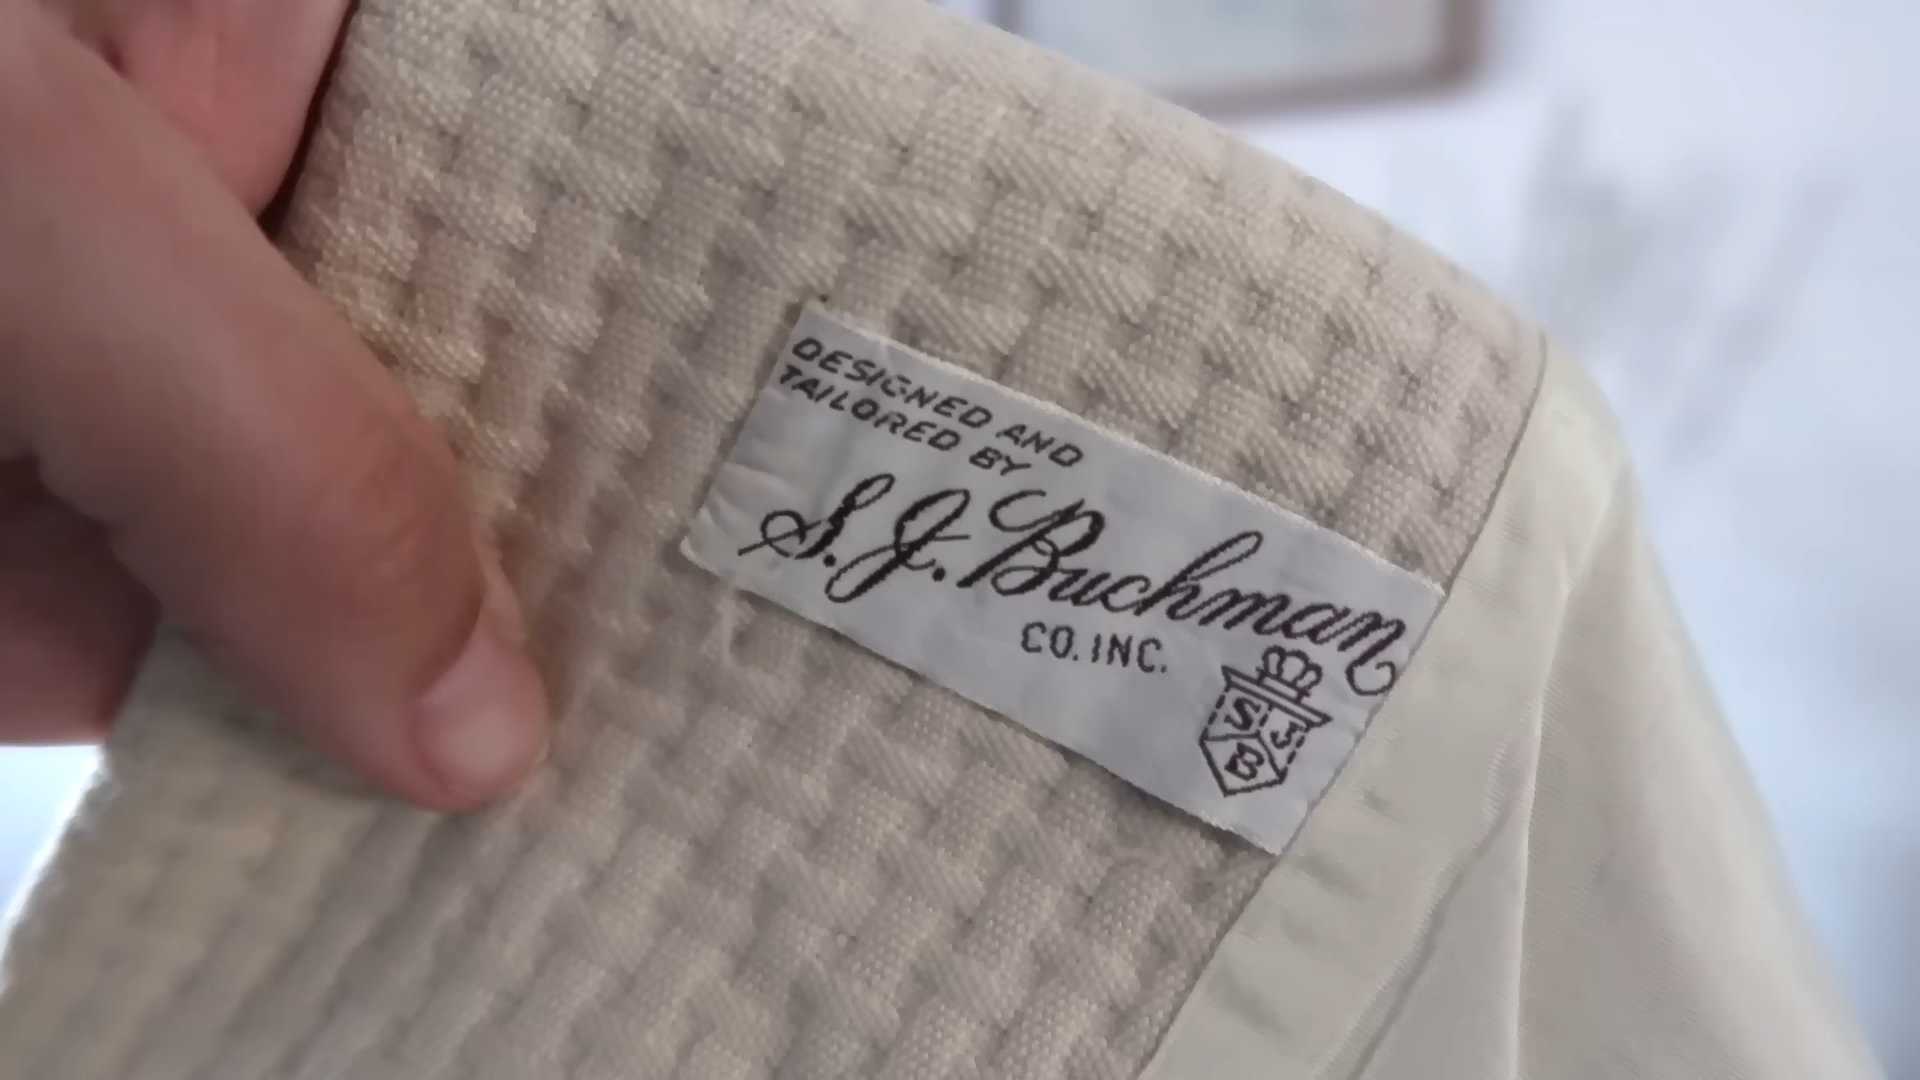 DESIGNED AND
TAILORED BY
S. J. Buchman
CO. INC.
S J
B